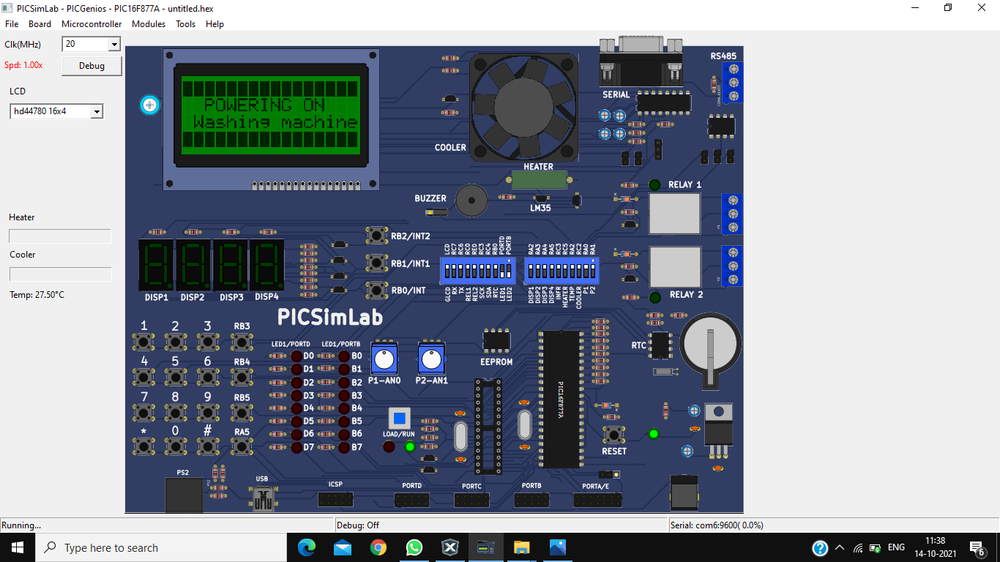 PICSimLab - PICGenios - PIC16F877A - untitled.hex
File Board Microcontroller Modules Tools Help
Clk(MHz) 20
Spd: 1.00x Debug
LCD
hd44780 16x4
Heater
Cooler
Temp: 27.50°C
POWERING ON
Washing machine
COOLER
SERIAL
RS485
HEATER
BUZZER
LM35
RELAY 1
RELAY 2
RB2/INT2
RB1/INT1
RB0/INT
LCD RC7 RC6 RC0 RE0 RC3 RC4 RB0 PORTD PORTB
GLCD RX TX REL1 REL2 SCK SDA RTC LED1 LED2
RA2 RA3 RA4 RA5 RC3 RC5 RA2 RC2 RA0 RA1
DISP1 DISP2 DISP3 DISP4 INFR HEATER TEMP COOLER P1 P2
DISP1 DISP2 DISP3 DISP4
PICSimLab
1 2 3 RB3
4 5 6 RB4
7 8 9 RB5
* 0 # RA5
LED1/PORTD LED1/PORTB
D0 B0
D1 B1
D2 B2
D3 B3
D4 B4
D5 B5
D6 B6
D7 B7
P1-AN0 P2-AN1
EEPROM
RTC
PIC16F877A
LOAD/RUN
RESET
PS2
PS2
USB
ICSP
PORTD
PORTC
PORTB
PORTA/E
Running... Debug: Off Serial: com6:9600( 0.0%)
Type here to search
ENG
11:38
14-10-2021
6